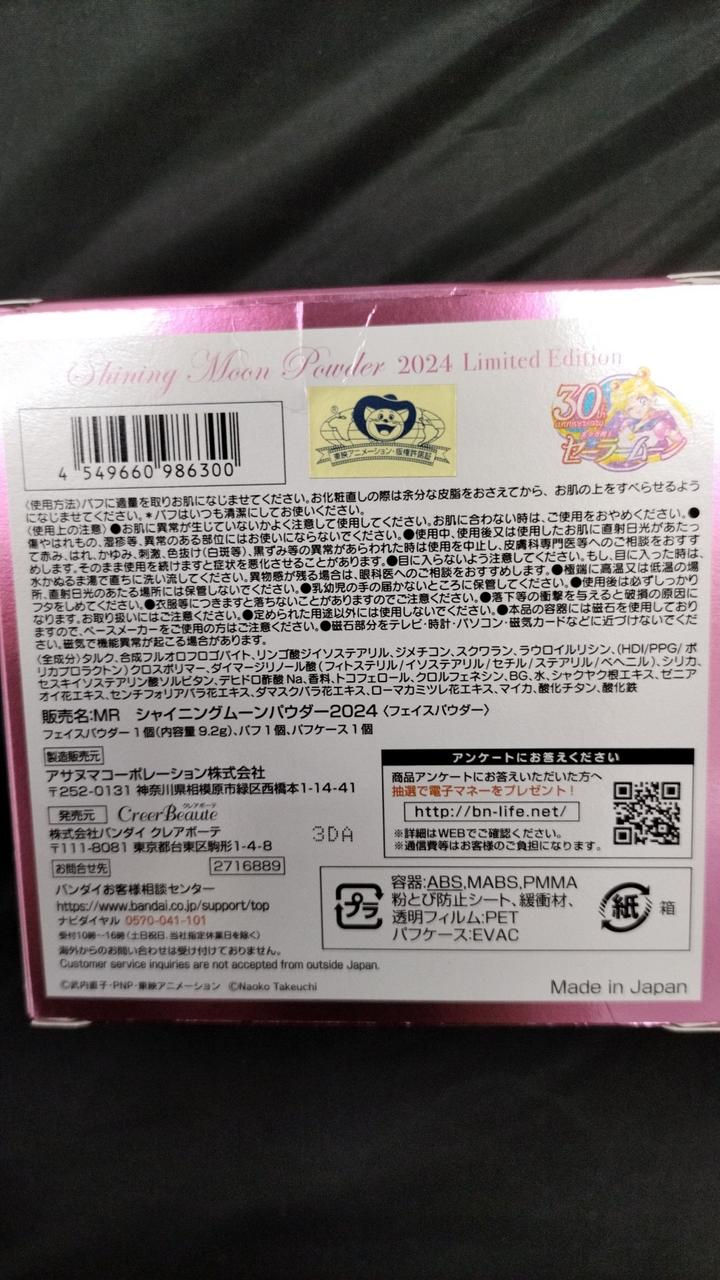 Shining Moon Powder 2024 Limited Edition
4 549660 986300
東映アニメーション・版権許諾証
30th
anniversary
セーラームーン
〈使用方法〉パフに適量を取りお肌になじませてください。お化粧直しの際は余分な皮脂をおさえてから、お肌の上をすべらせるよう
になじませてください。*パフはいつも清潔にしてお使いください。
〈使用上の注意〉●お肌に異常が生じていないかよく注意して使用してください。お肌に合わない時は、ご使用をおやめください。●
傷やはれもの、湿疹等、異常のある部位にはお使いにならないでください。●使用中、使用後又は使用したお肌に直射日光があたっ
て赤み、はれ、かゆみ、刺激、色抜け(白斑等)、黒ずみ等の異常があらわれた時は使用を中止し、皮膚科専門医等へのご相談をおすす
めします。そのまま使用を続けますと症状を悪化させることがあります。●目に入らないよう注意してください。もし、目に入った時は、
水かぬるま湯で直ちに洗い流してください。異物感が残る場合は、眼科医へのご相談をおすすめします。●極端に高温又は低温の場
所、直射日光のあたる場所には保管しないでください。●乳幼児の手の届かないところに保管してください。●使用後は必ずしっかり
フタをしめてください。●衣服等につきますと落ちないことがありますのでご注意ください。●落下等の衝撃を与えると破損の原因に
なります。お取り扱いにはご注意ください。●定められた用途以外には使用しないでください。●本品の容器には磁石を使用しており
ますので、ペースメーカーをご使用の方はご注意ください。●磁石部分をテレビ・時計・パソコン・磁気カードなどに近づけないでくだ
さい。磁気で機能異常が起こる場合があります。
〈全成分〉タルク、合成フルオロフロゴパイト、リンゴ酸ジイソステアリル、ジメチコン、スクワラン、ラウロイルリシン、(HDI/PPG/ポ
リカプロラクトン)クロスポリマー、ダイマージリノール酸(フィトステリル/イソステアリル/セチル/ステアリル/ベヘニル)、シリカ、
セスキイソステアリン酸ソルビタン、デヒドロ酢酸Na、香料、トコフェロール、クロルフェネシン、BG、水、シャクヤク根エキス、ゼニア
オイ花エキス、センチフォリアバラ花エキス、ダマスクバラ花エキス、ローマカミツレ花エキス、マイカ、酸化チタン、酸化鉄
販売名:MR シャイニングムーンパウダー2024〈フェイスパウダー〉
フェイスパウダー1個(内容量9.2g)、パフ1個、パフケース1個
製造販売元
アサヌマコーポレーション株式会社
〒252-0131 神奈川県相模原市緑区西橋本1-14-41
発売元 CreerBeaute
クレアボーテ
株式会社バンダイ クレアボーテ
〒111-8081 東京都台東区駒形1-4-8
3DA
お問合せ先 2716889
バンダイお客様相談センター
https://www.bandai.co.jp/support/top
ナビダイヤル 0570-041-101
受付10時~16時(土日祝日、当社指定休業日を除く)
海外からのお問い合わせは受け付けておりません。
Customer service inquiries are not accepted from outside Japan.
©武内直子・PNP・東映アニメーション ©Naoko Takeuchi
アンケートにお答えください
商品アンケートにお答えいただいた方へ
抽選で電子マネーをプレゼント!
http://bn-life.net/
※詳細はWEBでご確認ください。
※通信費等はお客様のご負担になります。
プラ
容器:ABS,MABS,PMMA
粉とび防止シート、緩衝材、
透明フィルム:PET
パフケース:EVAC
紙 箱
Made in Japan